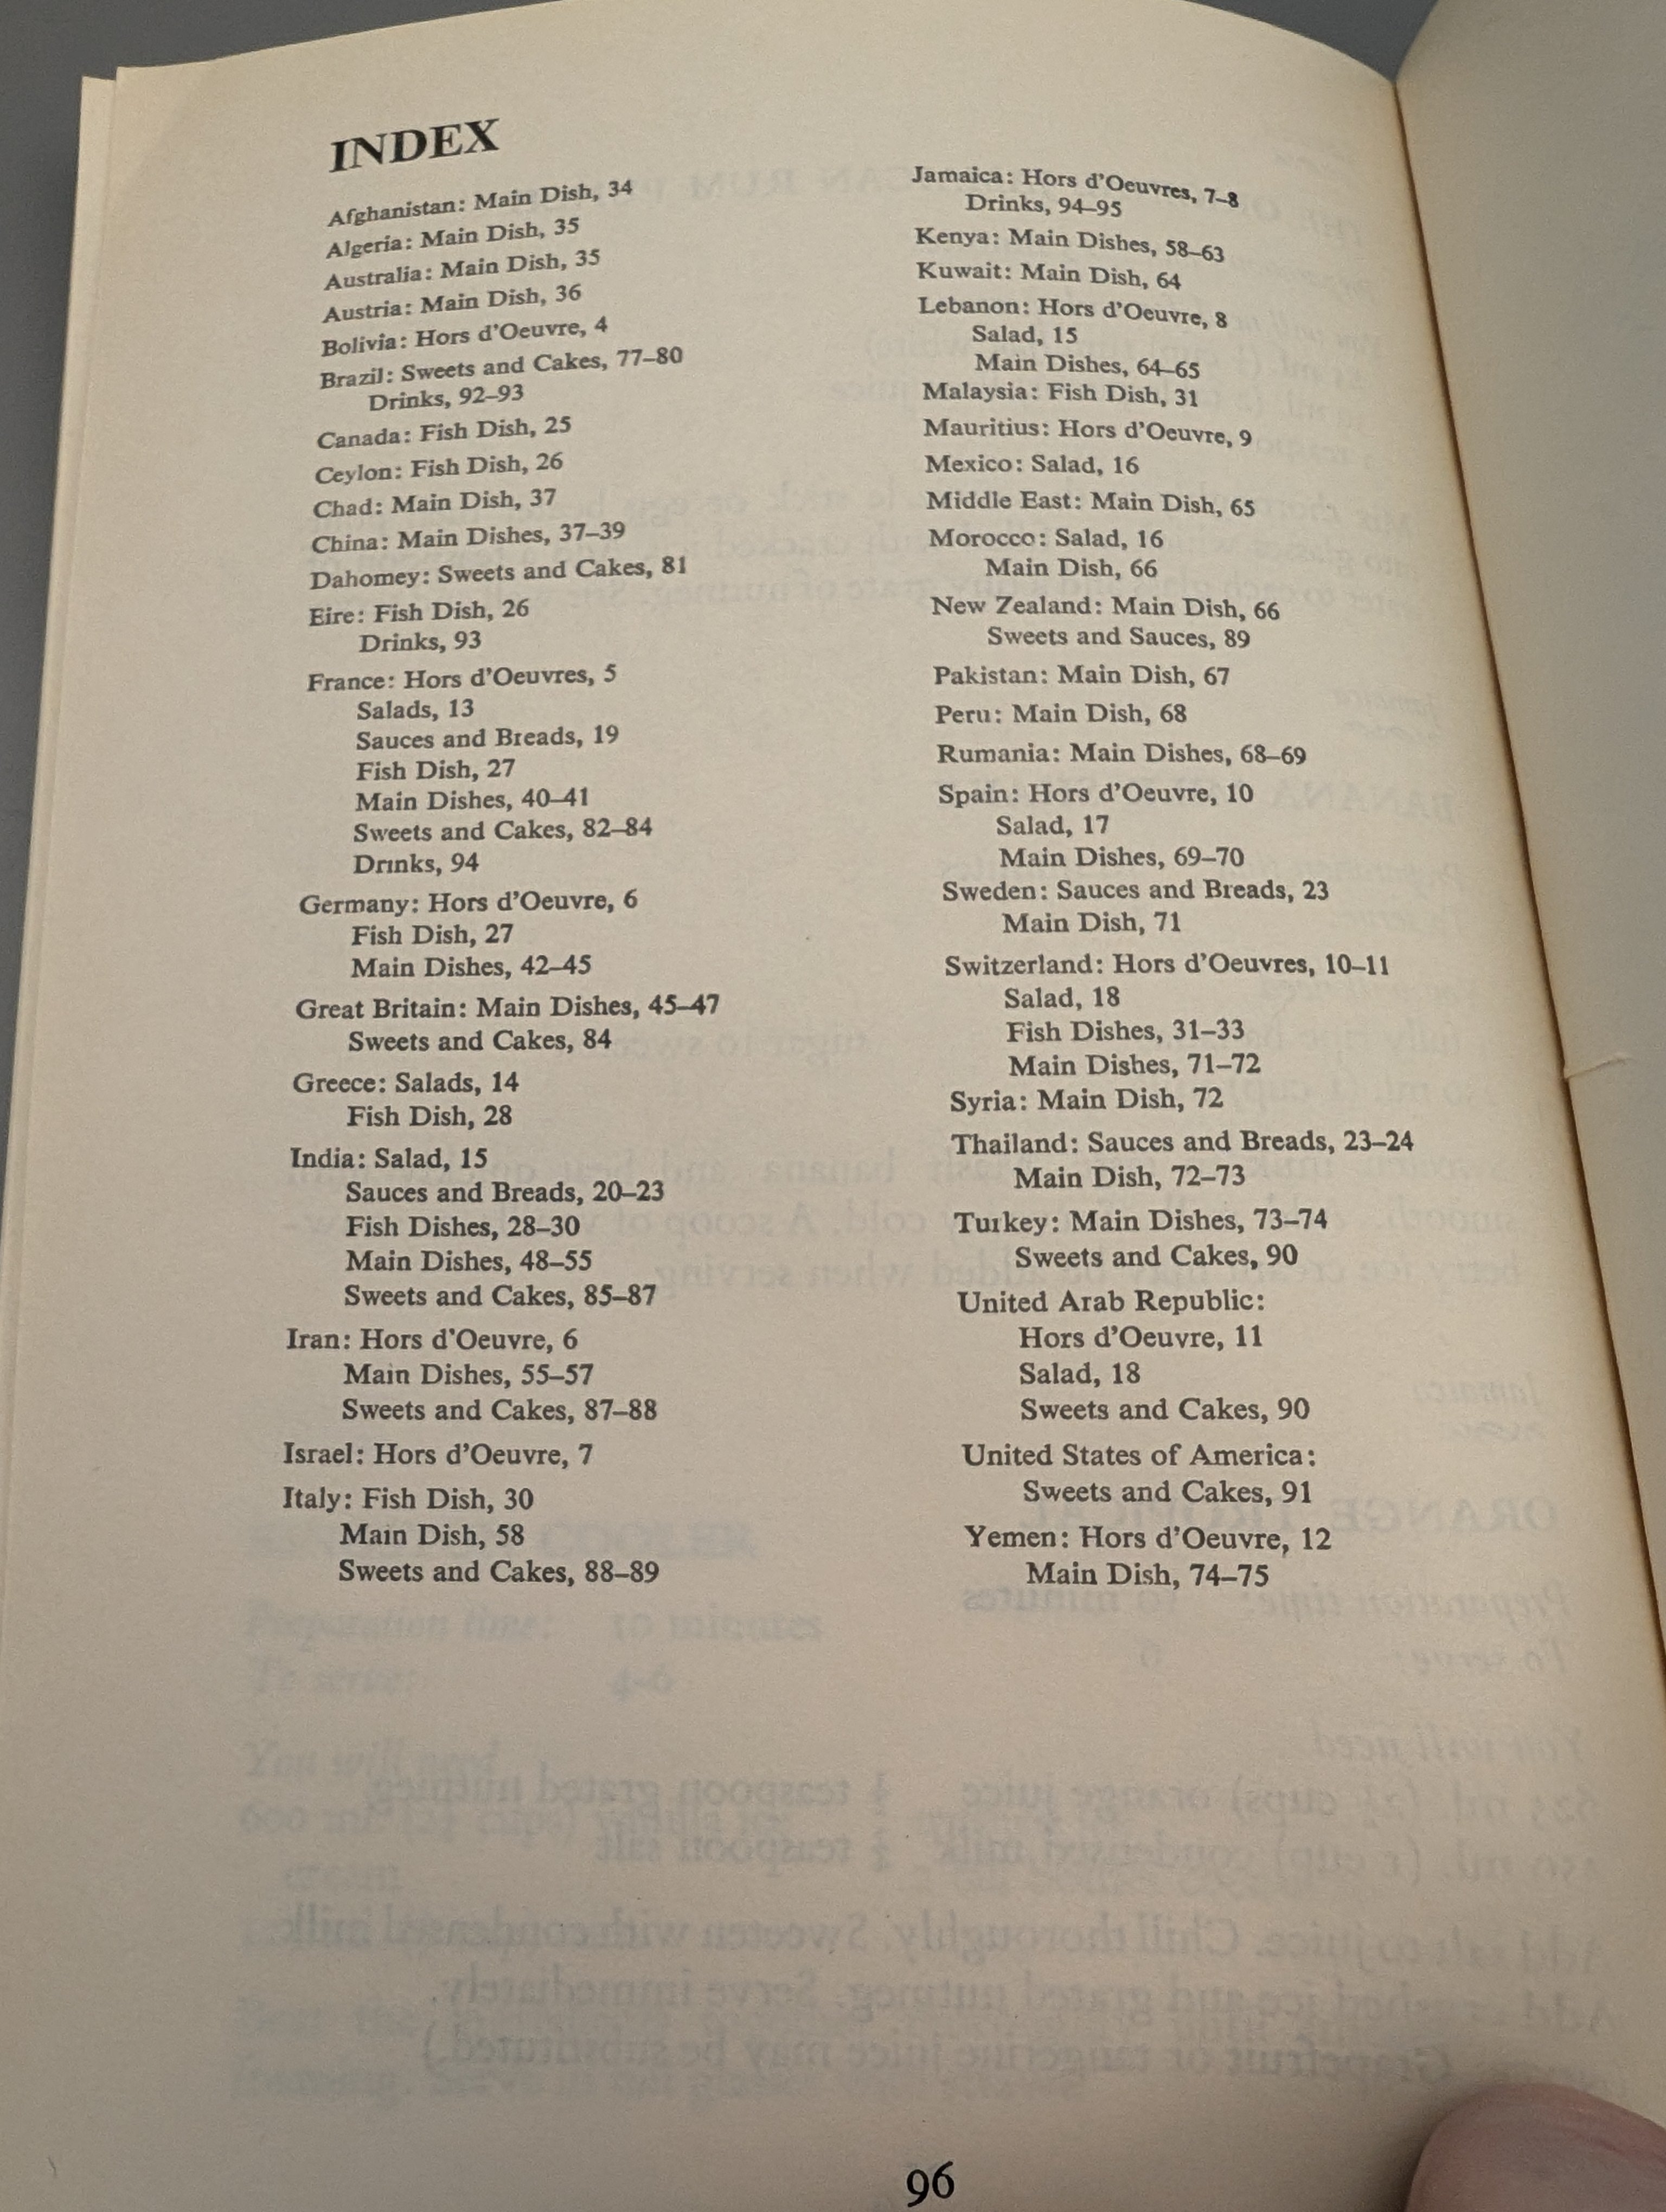 INDEX
Afghanistan: Main Dish, 34
Algeria: Main Dish, 35
Australia: Main Dish, 35
Austria: Main Dish, 36
Bolivia: Hors d'Oeuvre, 4
Brazil: Sweets and Cakes, 77–80
Drinks, 92–93
Canada: Fish Dish, 25
Ceylon: Fish Dish, 26
Chad: Main Dish, 37
China: Main Dishes, 37–39
Dahomey: Sweets and Cakes, 81
Eire: Fish Dish, 26
Drinks, 93
France: Hors d'Oeuvres, 5
Salads, 13
Sauces and Breads, 19
Fish Dish, 27
Main Dishes, 40–41
Sweets and Cakes, 82–84
Drinks, 94
Germany: Hors d'Oeuvre, 6
Fish Dish, 27
Main Dishes, 42–45
Great Britain: Main Dishes, 45–47
Sweets and Cakes, 84
Greece: Salads, 14
Fish Dish, 28
India: Salad, 15
Sauces and Breads, 20–23
Fish Dishes, 28–30
Main Dishes, 48–55
Sweets and Cakes, 85–87
Iran: Hors d'Oeuvre, 6
Main Dishes, 55–57
Sweets and Cakes, 87–88
Israel: Hors d'Oeuvre, 7
Italy: Fish Dish, 30
Main Dish, 58
Sweets and Cakes, 88–89
Jamaica: Hors d'Oeuvres, 7–8
Drinks, 94–95
Kenya: Main Dishes, 58–63
Kuwait: Main Dish, 64
Lebanon: Hors d'Oeuvre, 8
Salad, 15
Main Dishes, 64–65
Malaysia: Fish Dish, 31
Mauritius: Hors d'Oeuvre, 9
Mexico: Salad, 16
Middle East: Main Dish, 65
Morocco: Salad, 16
Main Dish, 66
New Zealand: Main Dish, 66
Sweets and Sauces, 89
Pakistan: Main Dish, 67
Peru: Main Dish, 68
Rumania: Main Dishes, 68–69
Spain: Hors d'Oeuvre, 10
Salad, 17
Main Dishes, 69–70
Sweden: Sauces and Breads, 23
Main Dish, 71
Switzerland: Hors d'Oeuvres, 10–11
Salad, 18
Fish Dishes, 31–33
Main Dishes, 71–72
Syria: Main Dish, 72
Thailand: Sauces and Breads, 23–24
Main Dish, 72–73
Turkey: Main Dishes, 73–74
Sweets and Cakes, 90
United Arab Republic:
Hors d'Oeuvre, 11
Salad, 18
Sweets and Cakes, 90
United States of America:
Sweets and Cakes, 91
Yemen: Hors d'Oeuvre, 12
Main Dish, 74–75
96